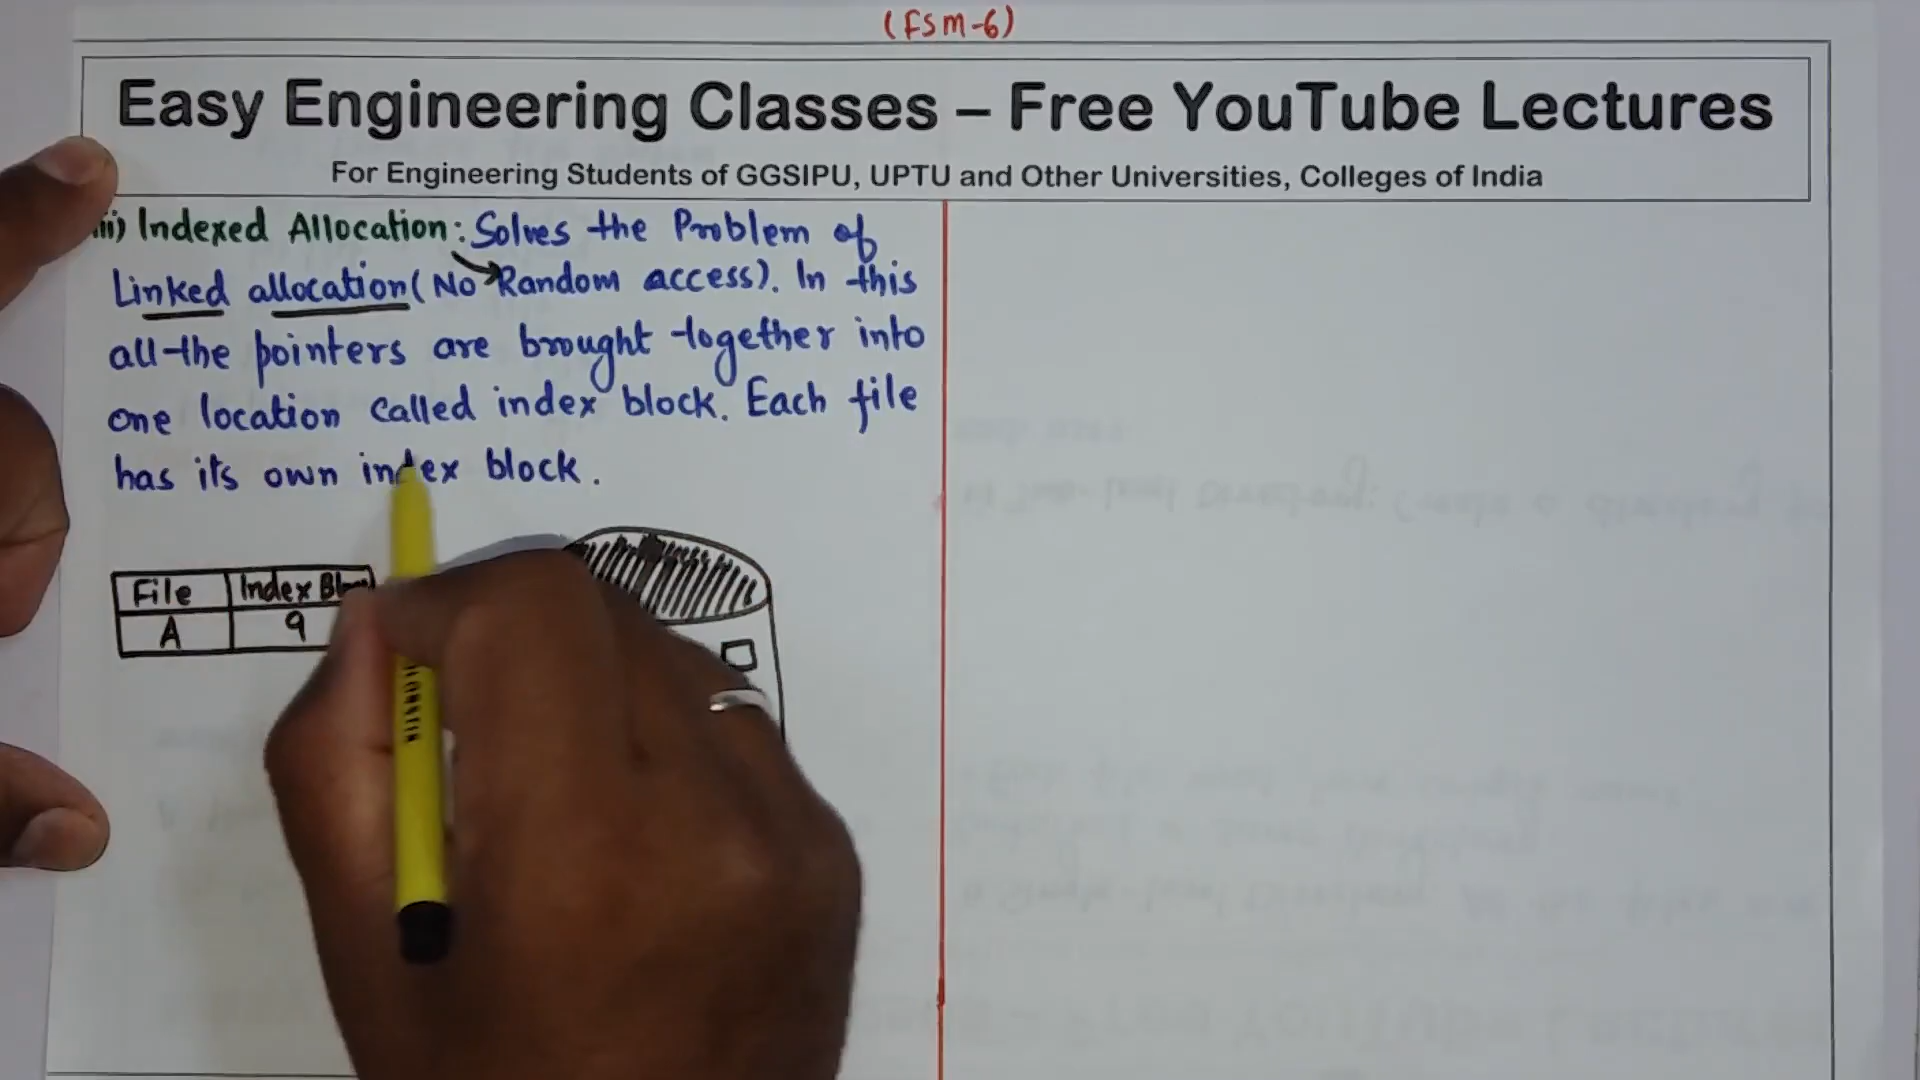 (FSM-6)
Easy Engineering Classes – Free YouTube Lectures
For Engineering Students of GGSIPU, UPTU and Other Universities, Colleges of India
iii) Indexed Allocation: Solves the Problem of
Linked allocation (No Random access). In this
all the pointers are brought together into
one location called index block. Each file
has its own index block.
File Index
A 9